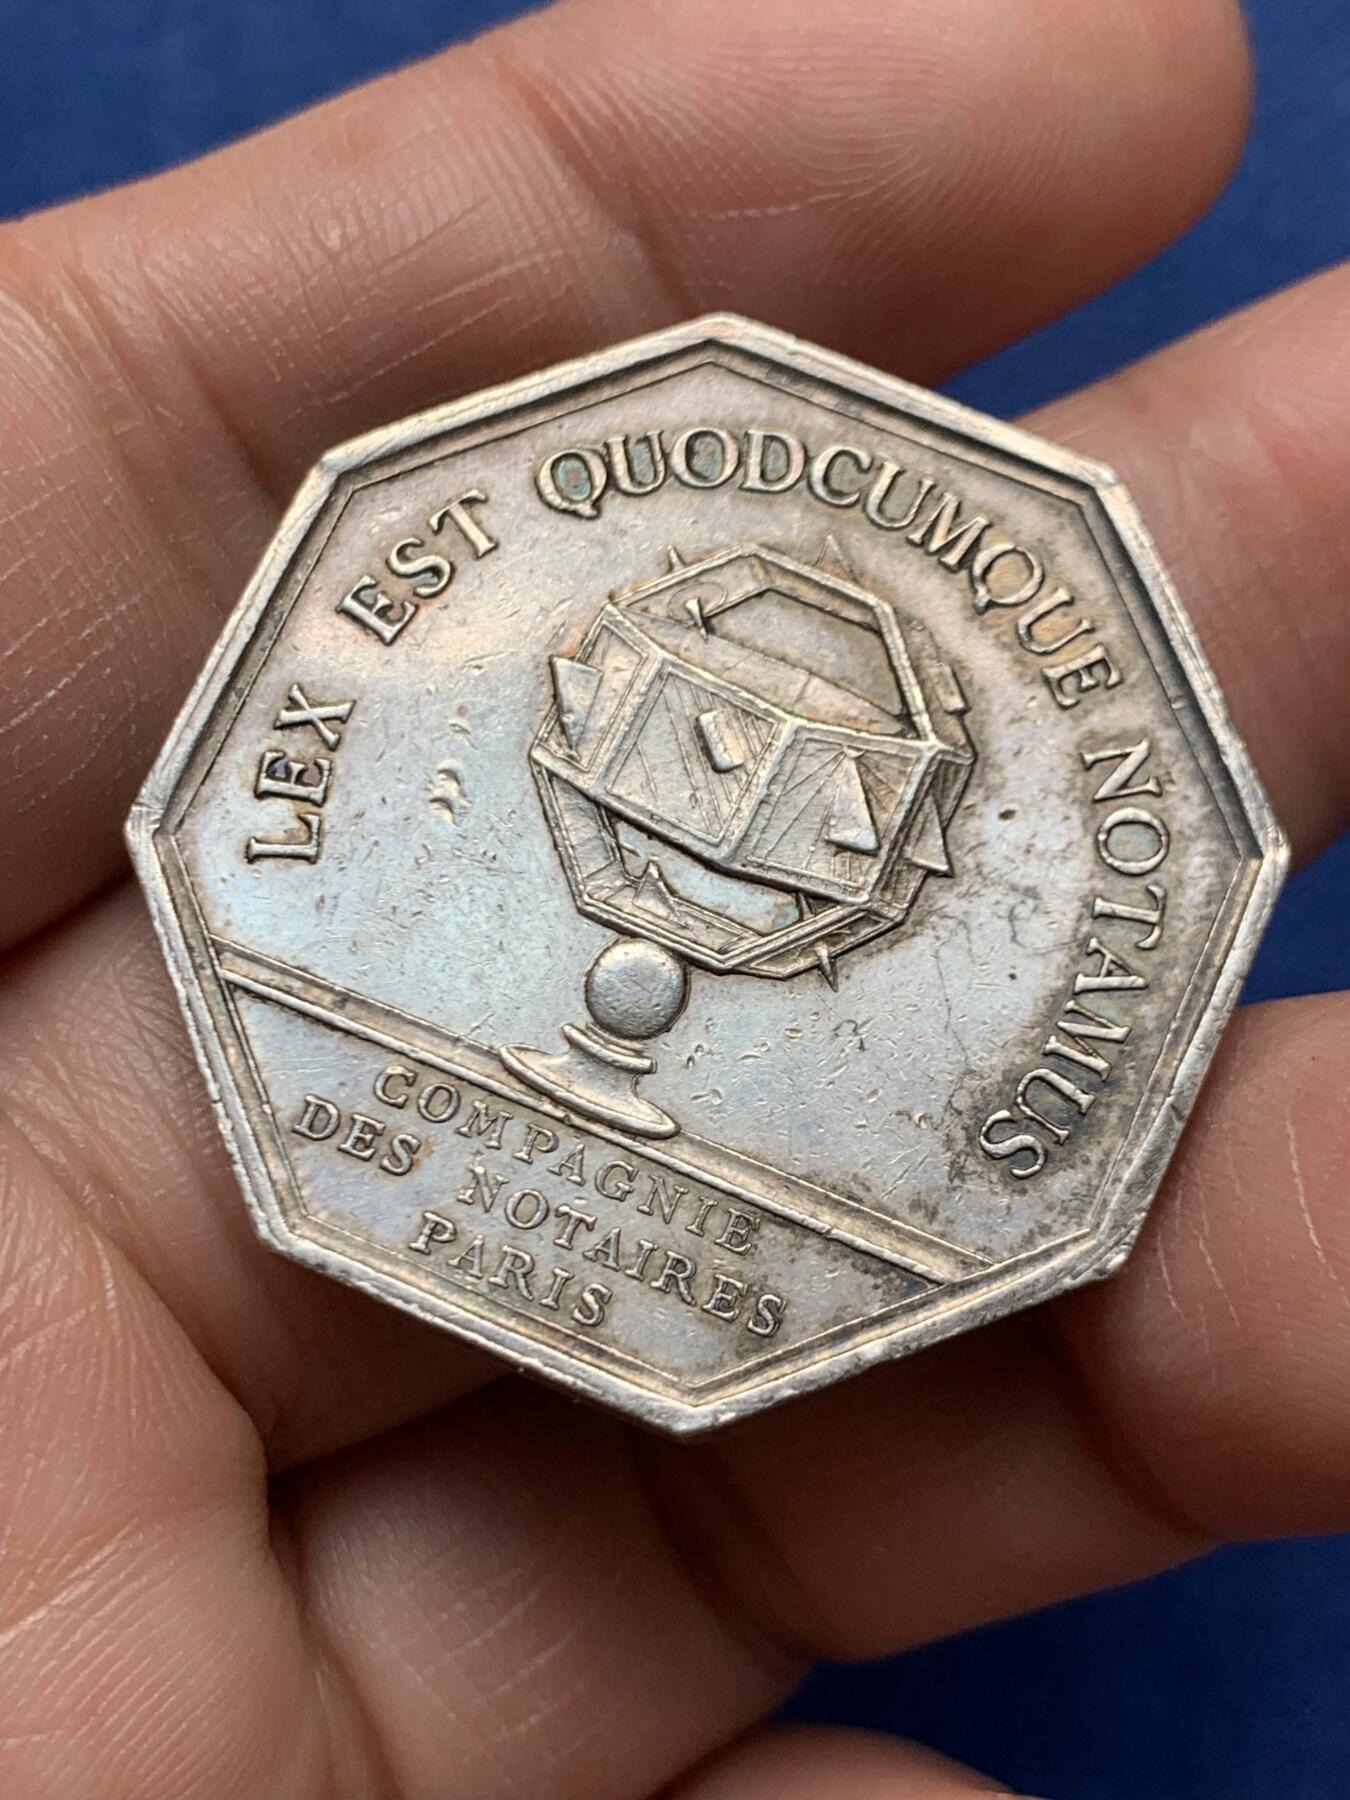 LEX EST QUODCUMQUE NOTAMUS
COMPAGNIE
DES NOTAIRES
PARIS